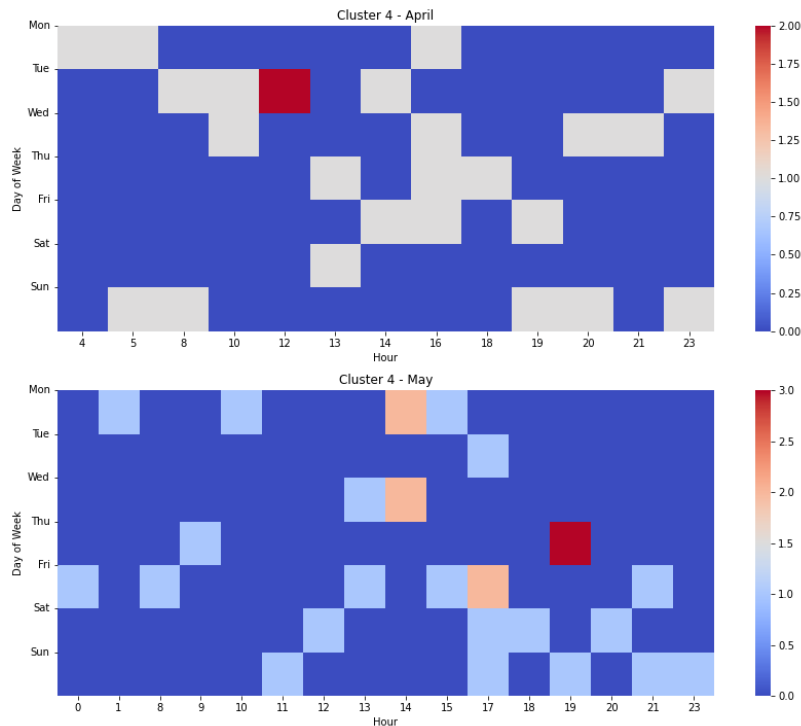 Cluster 4 - April
Mon
Tue
Wed
Thu
Fri
Sat
Sun
Day of Week
4 5 8 10 12 13 14 16 18 19 20 21 23
Hour
2.00
1.75
1.50
1.25
1.00
0.75
0.50
0.25
0.00
Cluster 4 - May
Mon
Tue
Wed
Thu
Fri
Sat
Sun
Day of Week
0 1 8 9 10 11 12 13 14 15 17 18 19 20 21 23
Hour
3.0
2.5
2.0
1.5
1.0
0.5
0.0